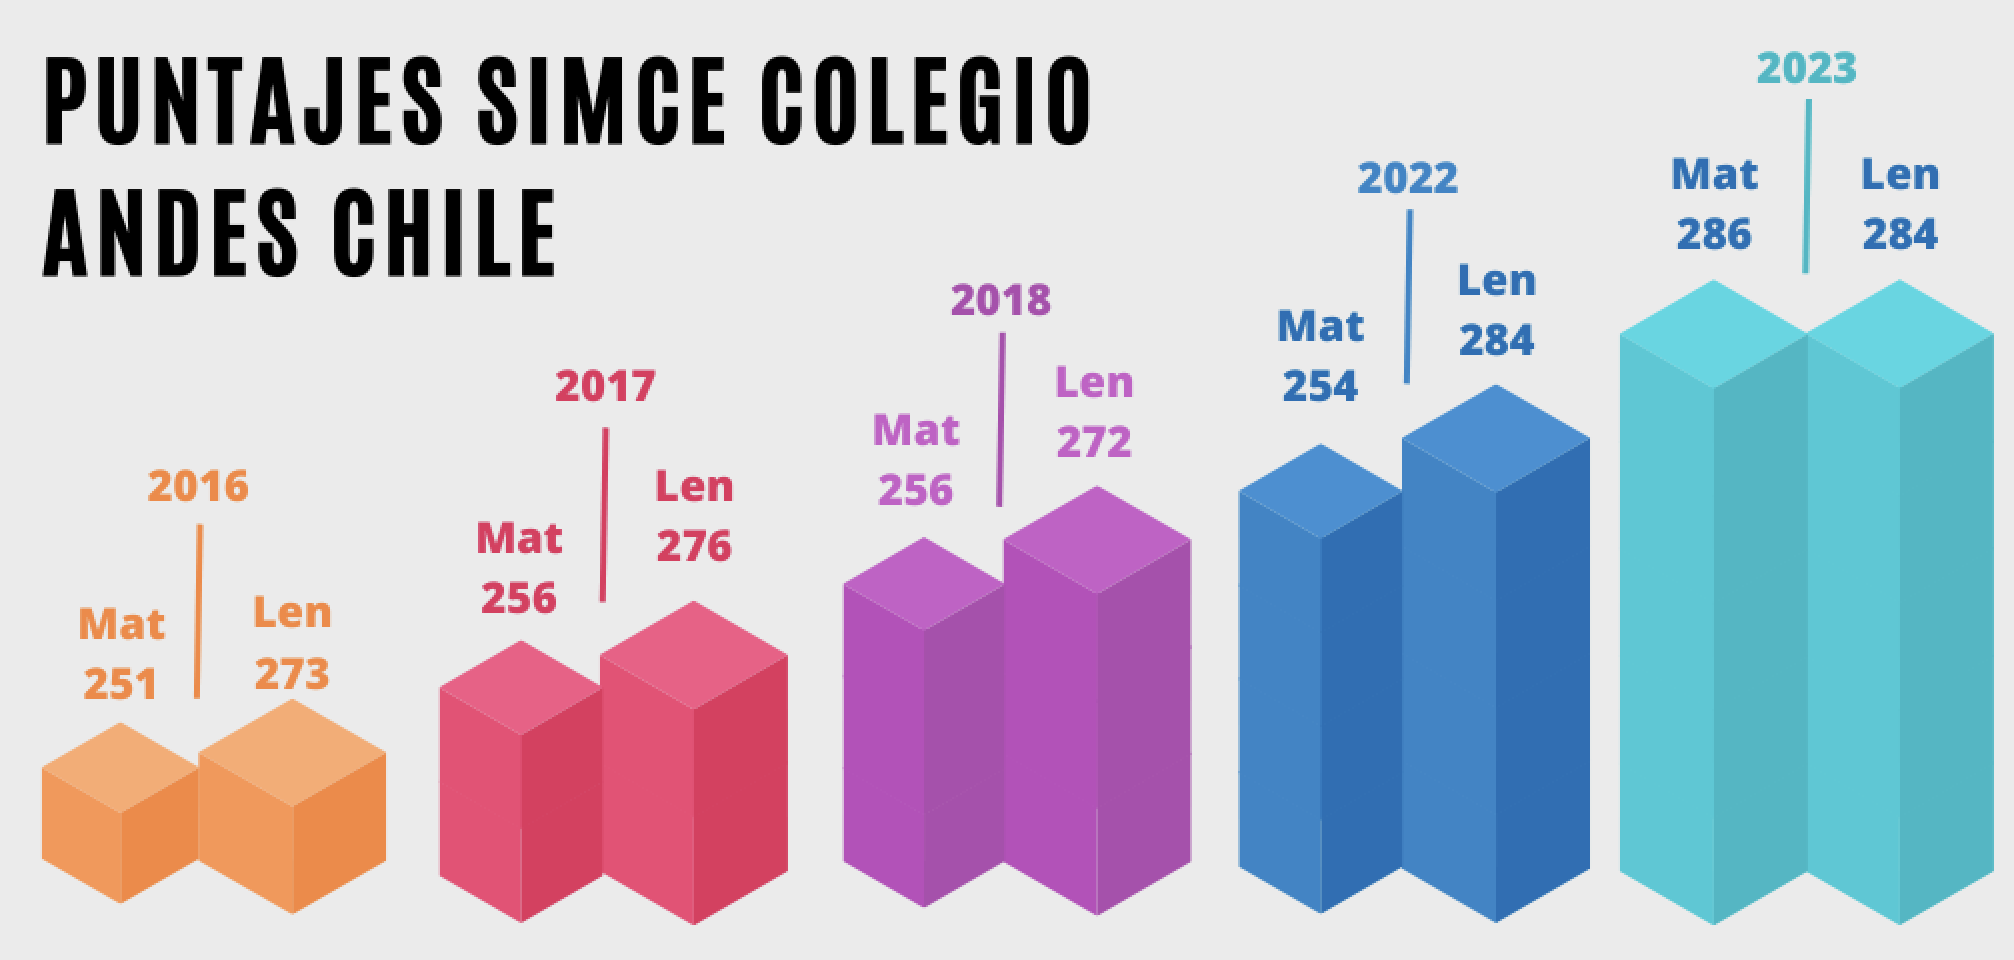 PUNTAJES SIMCE COLEGIO
ANDES CHILE
2016
Mat
251
Len
273
2017
Mat
256
Len
276
2018
Mat
256
Len
272
2022
Mat
254
Len
284
2023
Mat
286
Len
284